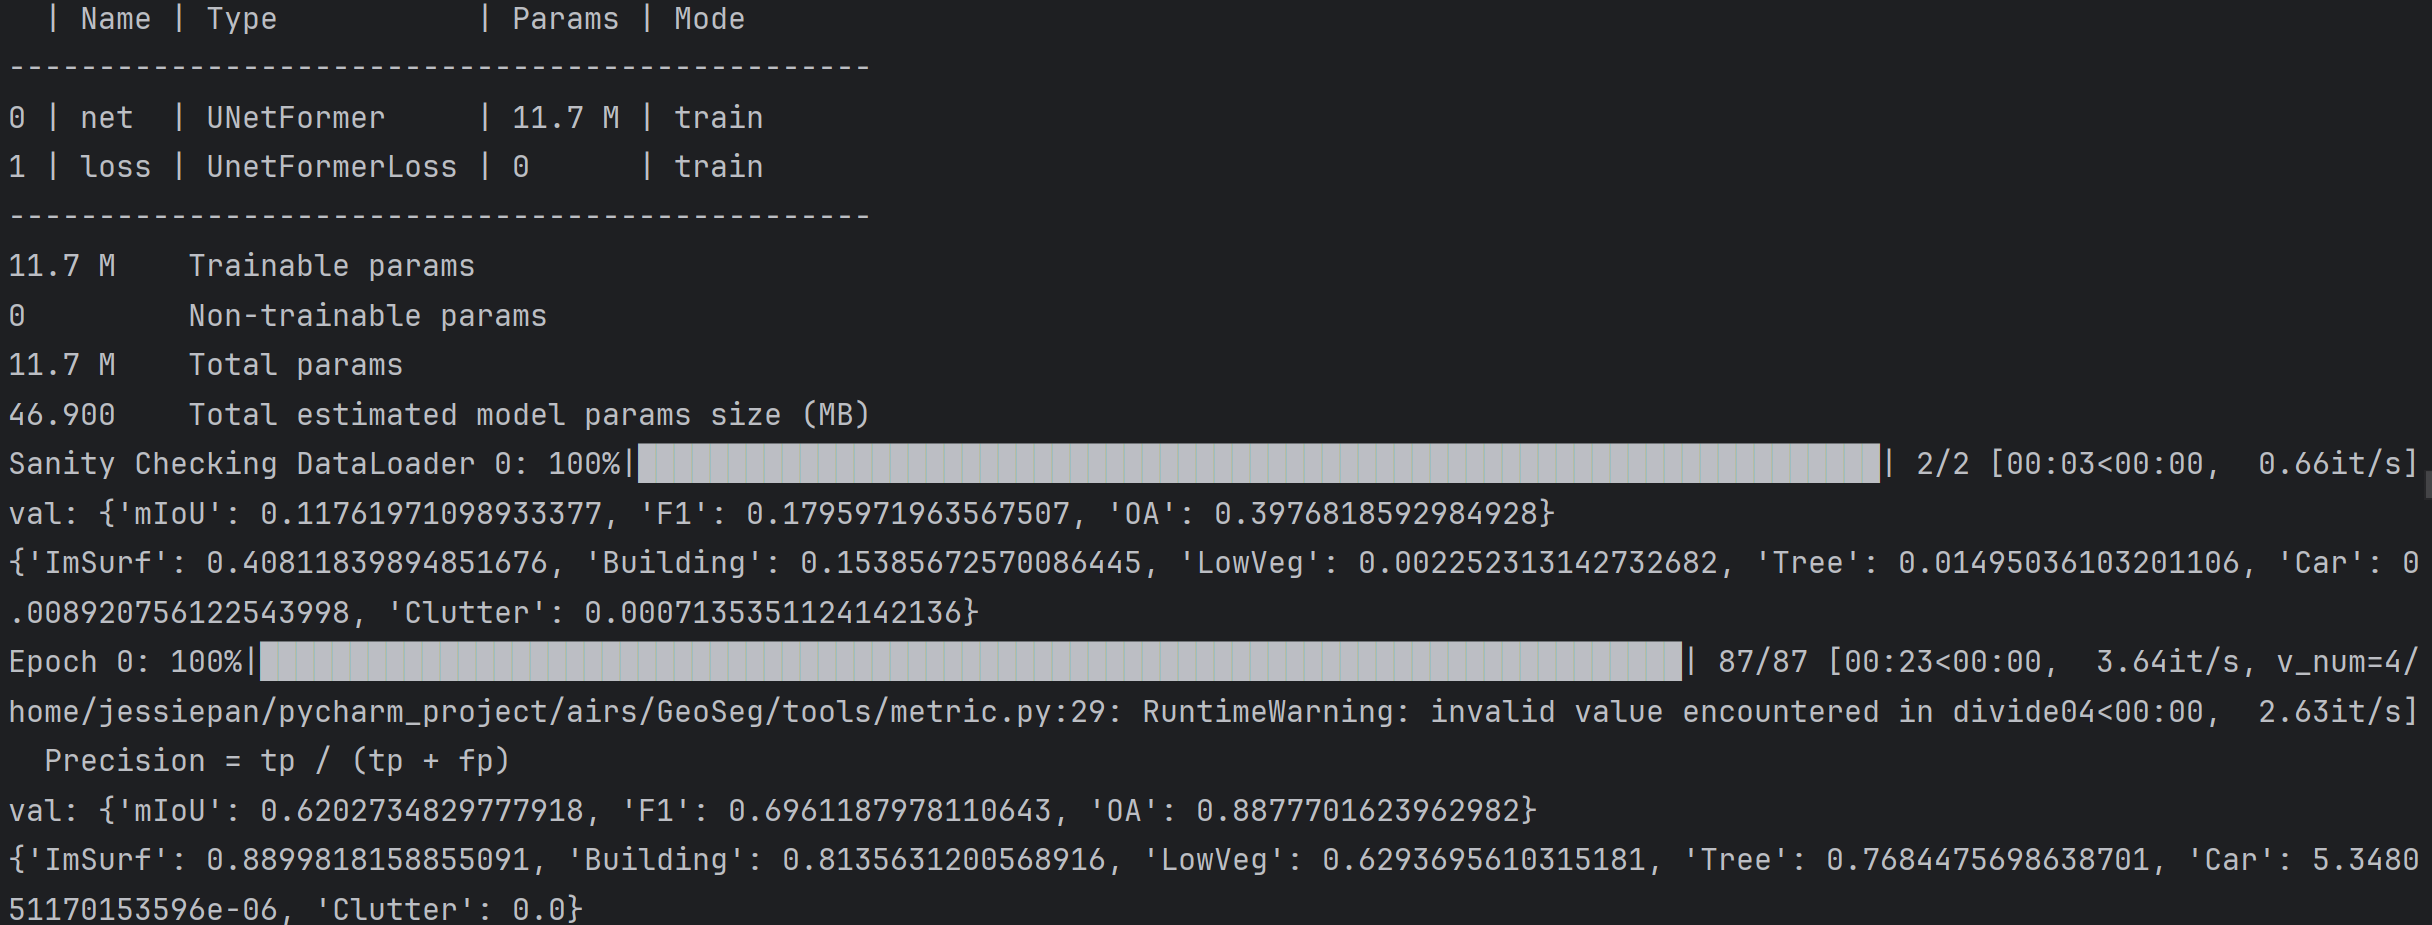 | Name | Type           | Params | Mode
------------------------------------------------
0 | net  | UNetFormer     | 11.7 M | train
1 | loss | UnetFormerLoss | 0      | train
------------------------------------------------
11.7 M    Trainable params
0         Non-trainable params
11.7 M    Total params
46.900    Total estimated model params size (MB)
Sanity Checking DataLoader 0: 100%|██████████| 2/2 [00:03<00:00,  0.66it/s]
val: {'mIoU': 0.11761971098933377, 'F1': 0.1795971963567507, 'OA': 0.3976818592984928}
{'ImSurf': 0.40811839894851676, 'Building': 0.15385672570086445, 'LowVeg': 0.002252313142732682, 'Tree': 0.01495036103201106, 'Car': 0
.008920756122543998, 'Clutter': 0.0007135351124142136}
Epoch 0: 100%|██████████| 87/87 [00:23<00:00,  3.64it/s, v_num=4/
home/jessiepan/pycharm_project/airs/GeoSeg/tools/metric.py:29: RuntimeWarning: invalid value encountered in divide04<00:00,  2.63it/s]
  Precision = tp / (tp + fp)
val: {'mIoU': 0.6202734829777918, 'F1': 0.6961187978110643, 'OA': 0.8877701623962982}
{'ImSurf': 0.8899818158855091, 'Building': 0.8135631200568916, 'LowVeg': 0.6293695610315181, 'Tree': 0.7684475698638701, 'Car': 5.3480
51170153596e-06, 'Clutter': 0.0}